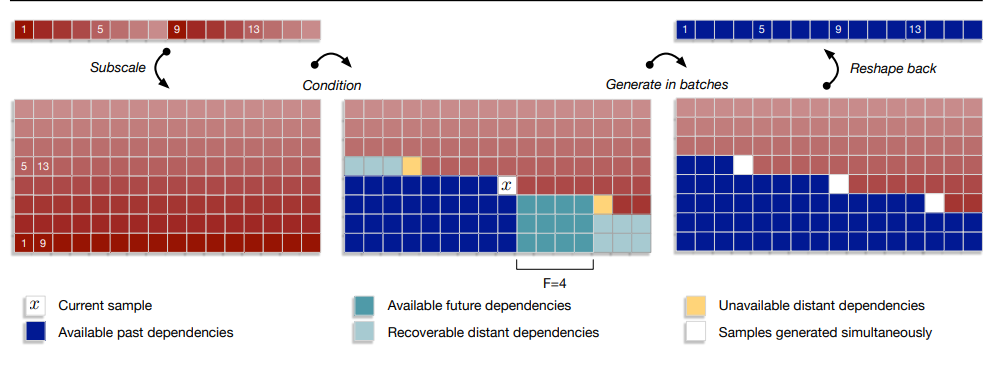 1 5 9 13
1 5 9 13
Subscale
Condition
Generate in batches
Reshape back
5 13
1 9
x
F=4
x Current sample
Available future dependencies
Unavailable distant dependencies
Available past dependencies
Recoverable distant dependencies
Samples generated simultaneously